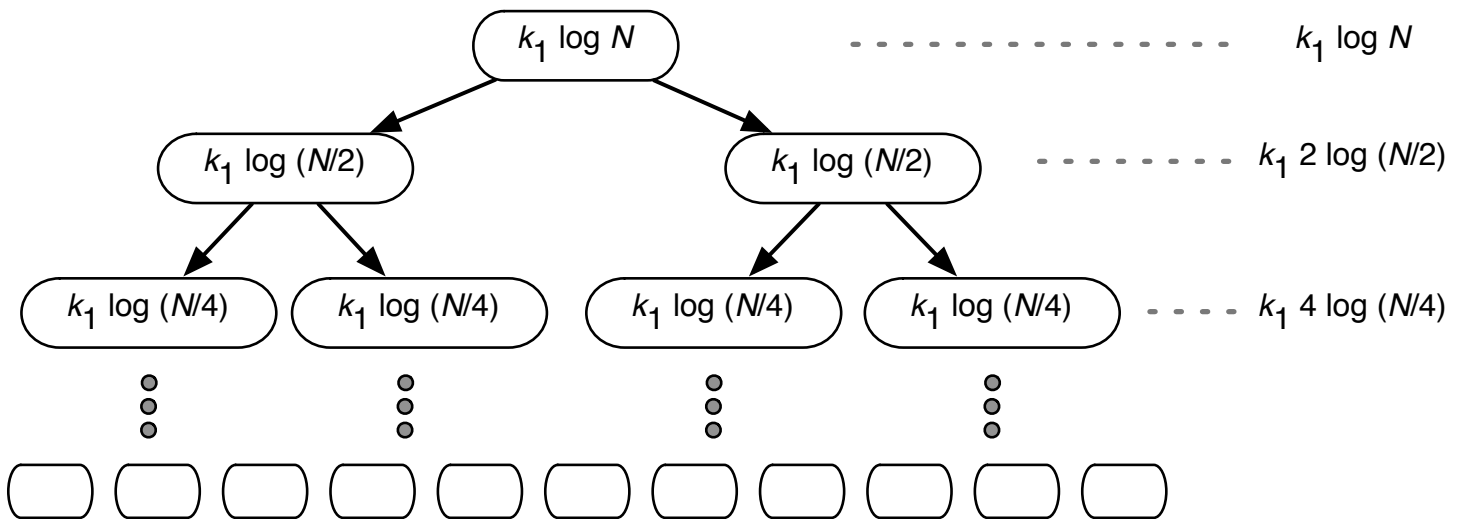 k₁ log N k₁ log N
k₁ log (N/2) k₁ log (N/2) k₁ 2 log (N/2)
k₁ log (N/4) k₁ log (N/4) k₁ log (N/4) k₁ log (N/4) k₁ 4 log (N/4)